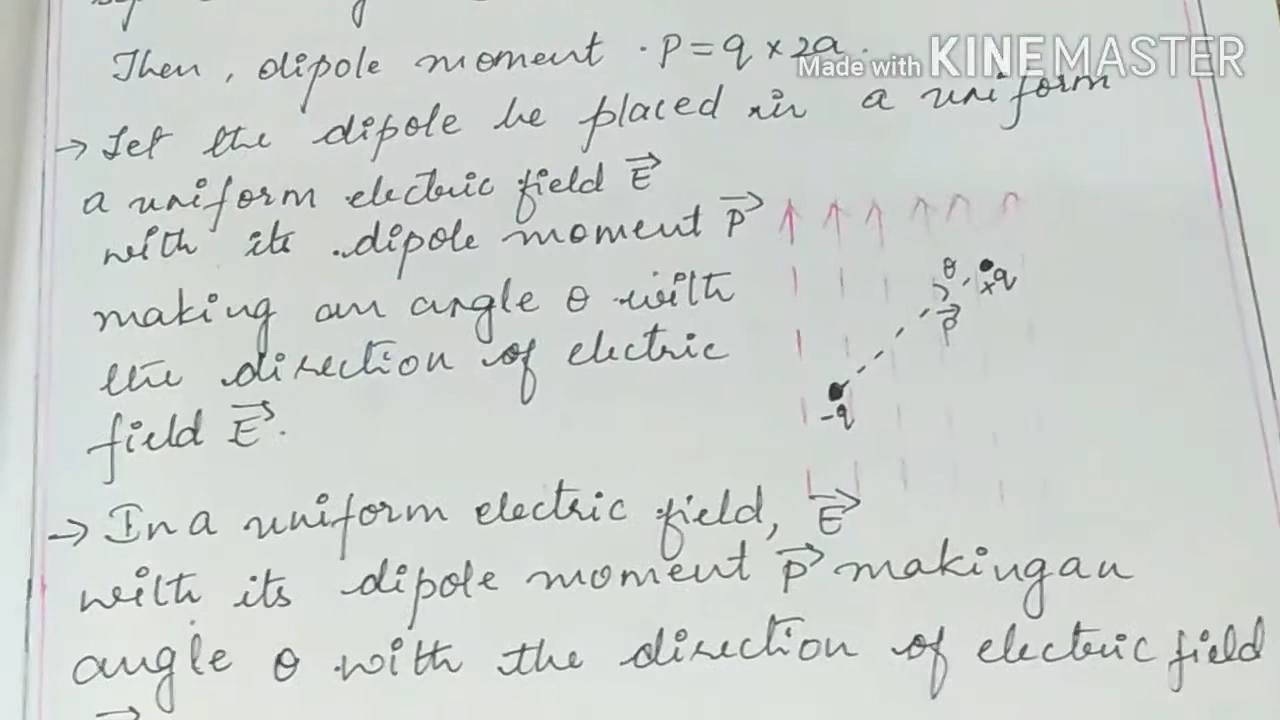 Then, dipole moment . P = q × 2a.
Made with KINEMASTER
→ Let the dipole be placed in a uniform
a uniform electric field E⃗
with its dipole moment P⃗
making an angle θ with
the direction of electric
field E⃗.
θ
+q
P⃗
-q
→ In a uniform electric field, E⃗
with its dipole moment P⃗ making an
angle θ with the direction of electric field